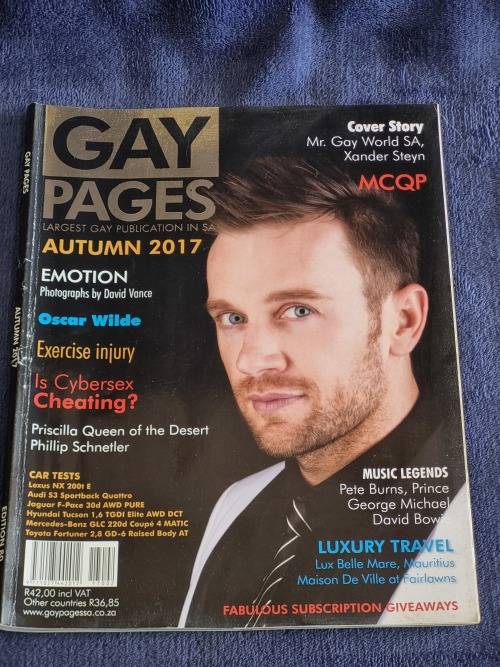 GAY
PAGES
LARGEST GAY PUBLICATION IN SA
AUTUMN 2017
Cover Story
Mr. Gay World SA,
Xander Steyn
MCQP
EMOTION
Photographs by David Vance
Oscar Wilde
Exercise injury
Is Cybersex
Cheating?
Priscilla Queen of the Desert
Phillip Schnetler
CAR TESTS
Lexus NX 200t E
Audi S3 Sportback Quattro
Jaguar F-Pace 30d AWD PURE
Hyundai Tucson 1,6 TGDI Elite AWD DCT
Mercedes-Benz GLC 220d Coupé 4 MATIC
Toyota Fortuner 2,8 GD-6 Raised Body AT
R42,00 incl VAT
Other countries R36,85
www.gaypagessa.co.za
MUSIC LEGENDS
Pete Burns, Prince
George Michael
David Bowie
LUXURY TRAVEL
Lux Belle Mare, Mauritius
Maison De Ville at Fairlawns
FABULOUS SUBSCRIPTION GIVEAWAYS
GAY PAGES
AUTUMN 2017
EDITION 80